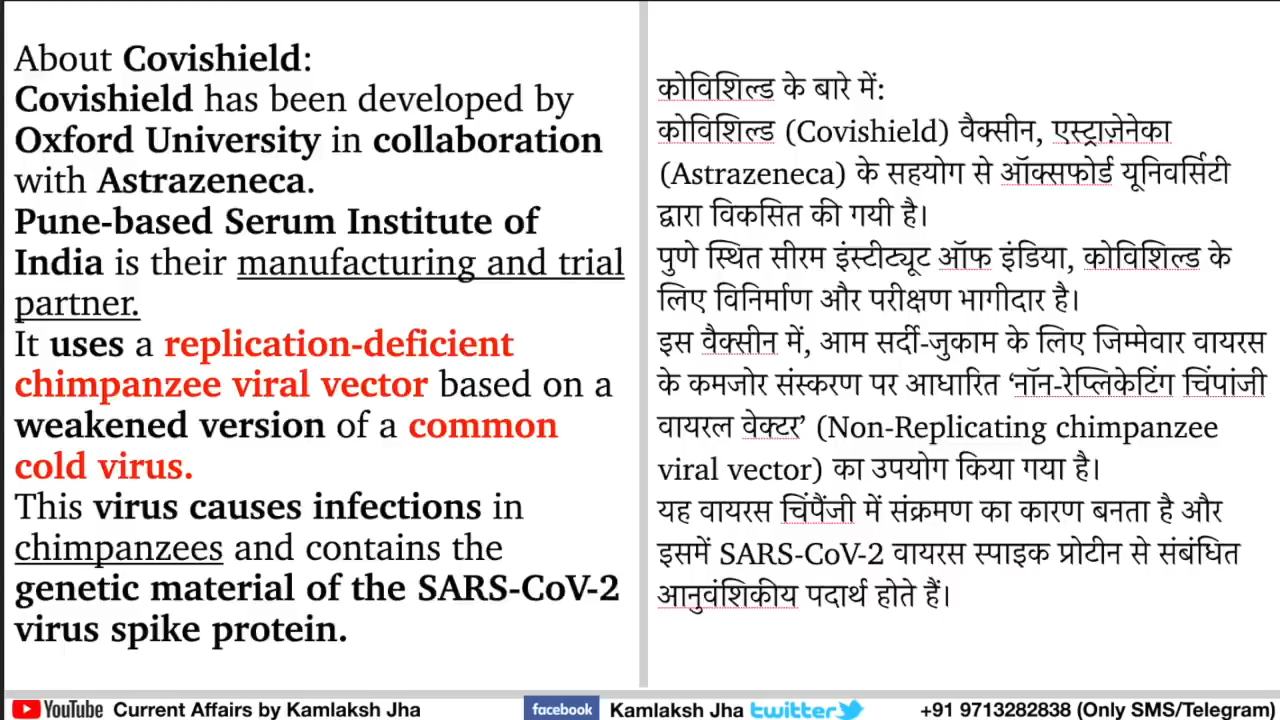 About Covishield:
Covishield has been developed by
Oxford University in collaboration
with Astrazeneca.
Pune-based Serum Institute of
India is their manufacturing and trial
partner.
It uses a replication-deficient
chimpanzee viral vector based on a
weakened version of a common
cold virus.
This virus causes infections in
chimpanzees and contains the
genetic material of the SARS-CoV-2
virus spike protein.
कोविशिल्ड के बारे में:
कोविशिल्ड (Covishield) वैक्सीन, एस्ट्राज़ेनेका
(Astrazeneca) के सहयोग से ऑक्सफोर्ड यूनिवर्सिटी
द्वारा विकसित की गयी है।
पुणे स्थित सीरम इंस्टीट्यूट ऑफ इंडिया, कोविशिल्ड के
लिए विनिर्माण और परीक्षण भागीदार है।
इस वैक्सीन में, आम सर्दी-जुकाम के लिए जिम्मेवार वायरस
के कमजोर संस्करण पर आधारित ‘नॉन-रेप्लिकेटिंग चिंपांजी
वायरल वेक्टर’ (Non-Replicating chimpanzee
viral vector) का उपयोग किया गया है।
यह वायरस चिंपैंजी में संक्रमण का कारण बनता है और
इसमें SARS-CoV-2 वायरस स्पाइक प्रोटीन से संबंधित
आनुवंशिकीय पदार्थ होते हैं।
YouTube Current Affairs by Kamlaksh Jha facebook Kamlaksh Jha twitter +91 9713282838 (Only SMS/Telegram)